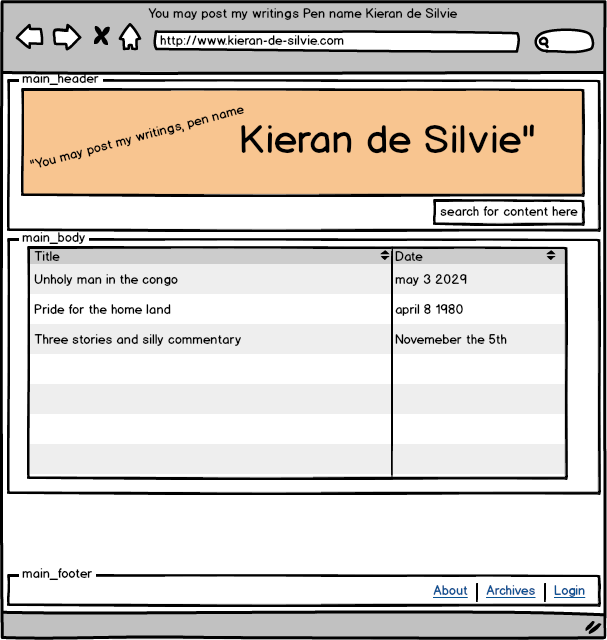 You may post my writings Pen name Kieran de Silvie
http://www.kieran-de-silvie.com
main_header
"You may post my writings, pen name
Kieran de Silvie"
search for content here
main_body
Title Date
Unholy man in the congo may 3 2029
Pride for the home land april 8 1980
Three stories and silly commentary Novemeber the 5th
main_footer
About Archives Login